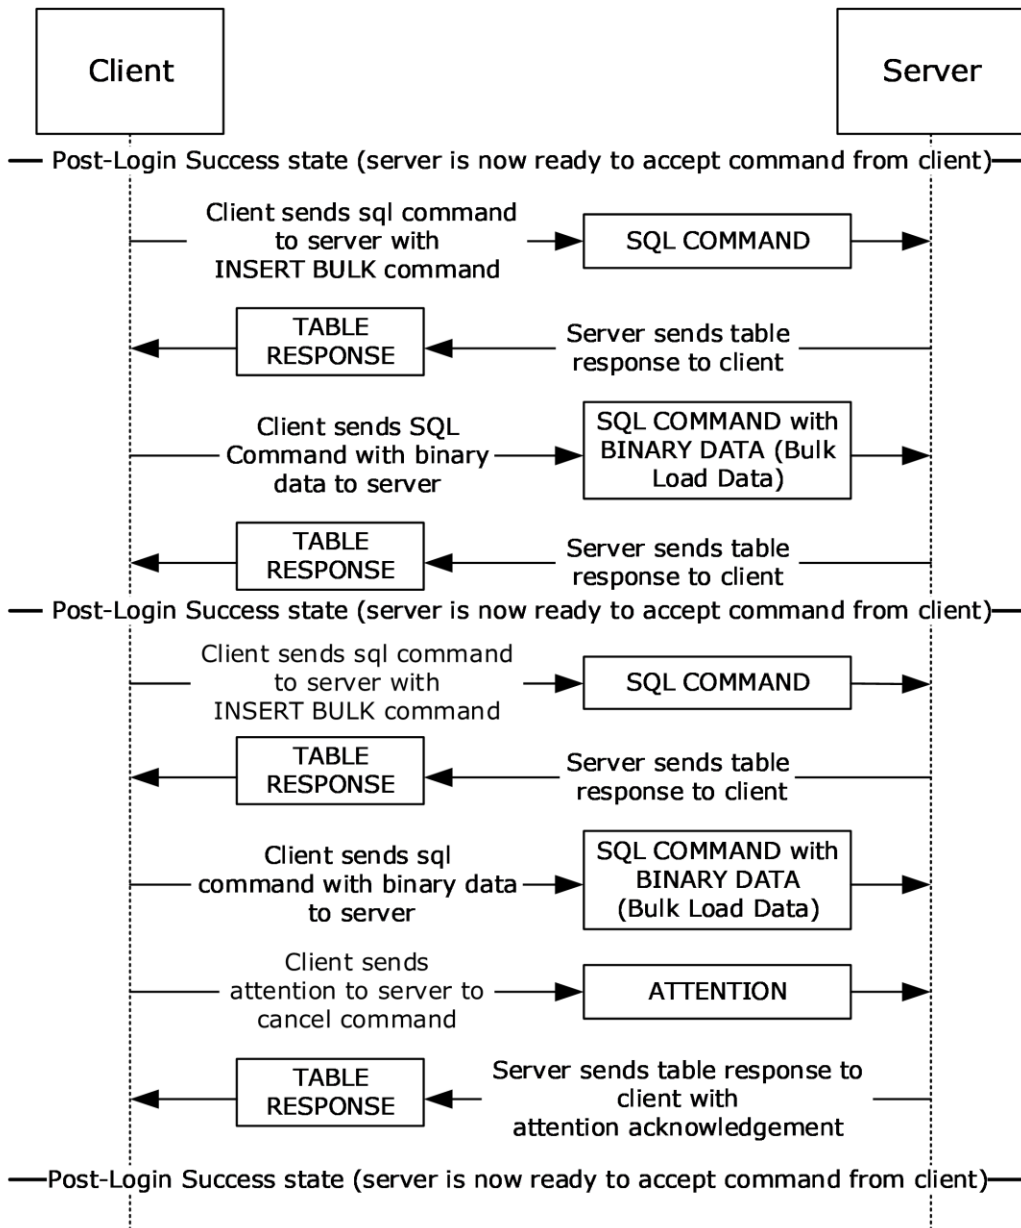 Client
Server
Post-Login Success state (server is now ready to accept command from client)
Client sends sql command
to server with
INSERT BULK command
SQL COMMAND
TABLE
RESPONSE
Server sends table
response to client
Client sends SQL
Command with binary
data to server
SQL COMMAND with
BINARY DATA (Bulk
Load Data)
TABLE
RESPONSE
Server sends table
response to client
Post-Login Success state (server is now ready to accept command from client)
Client sends sql command
to server with
INSERT BULK command
SQL COMMAND
TABLE
RESPONSE
Server sends table
response to client
Client sends sql
command with binary data
to server
SQL COMMAND with
BINARY DATA
(Bulk Load Data)
Client sends
attention to server to
cancel command
ATTENTION
TABLE
RESPONSE
Server sends table response to
client with
attention acknowledgement
Post-Login Success state (server is now ready to accept command from client)